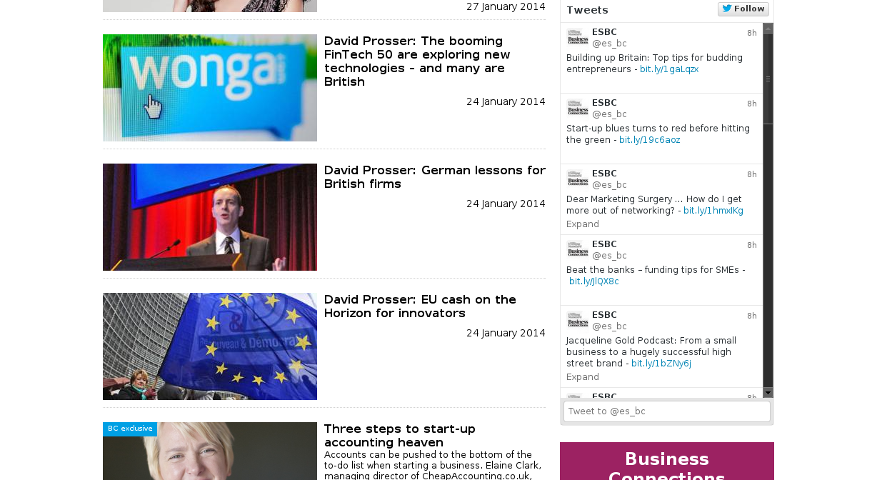 27 January 2014
wonga
David Prosser: The booming
FinTech 50 are exploring new
technologies - and many are
British
24 January 2014
David Prosser: German lessons for
British firms
24 January 2014
David Prosser: EU cash on the
Horizon for innovators
24 January 2014
BC exclusive
Three steps to start-up
accounting heaven
Accounts can be pushed to the bottom of the
to-do list when starting a business. Elaine Clark,
managing director of CheapAccounting.co.uk,
Tweets
Follow
ESBC
8h
@es_bc
Building up Britain: Top tips for budding
entrepreneurs - bit.ly/1gaLqzx
ESBC
8h
@es_bc
Start-up blues turns to red before hitting
the green - bit.ly/19c6aoz
ESBC
8h
@es_bc
Dear Marketing Surgery ... How do I get
more out of networking? - bit.ly/1hmxIKg
Expand
ESBC
8h
@es_bc
Beat the banks – funding tips for SMEs -
bit.ly/JlQX8c
ESBC
8h
@es_bc
Jacqueline Gold Podcast: From a small
business to a hugely successful high
street brand - bit.ly/1bZNy6j
Expand
ESBC
8h
Tweet to @es_bc
Business
Connections